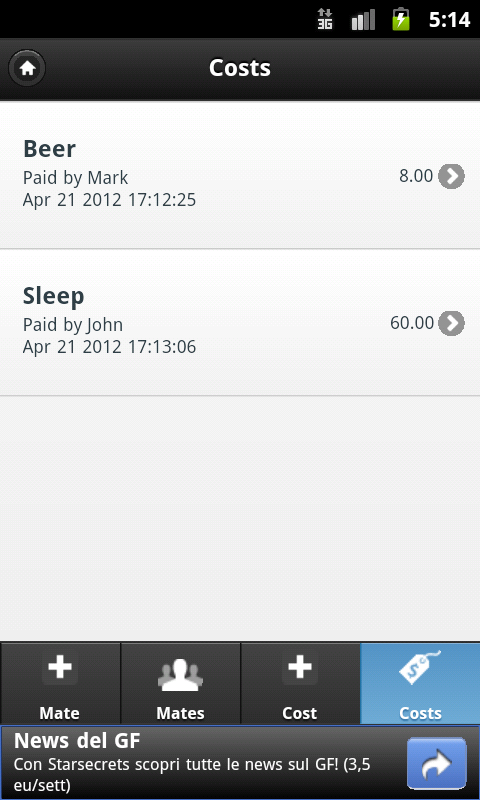 3G 5:14
Costs
Beer
Paid by Mark
8.00
Apr 21 2012 17:12:25
Sleep
Paid by John
60.00
Apr 21 2012 17:13:06
Mate
Mates
Cost
Costs
News del GF
Con Starsecrets scopri tutte le news sul GF! (3,5
eu/sett)